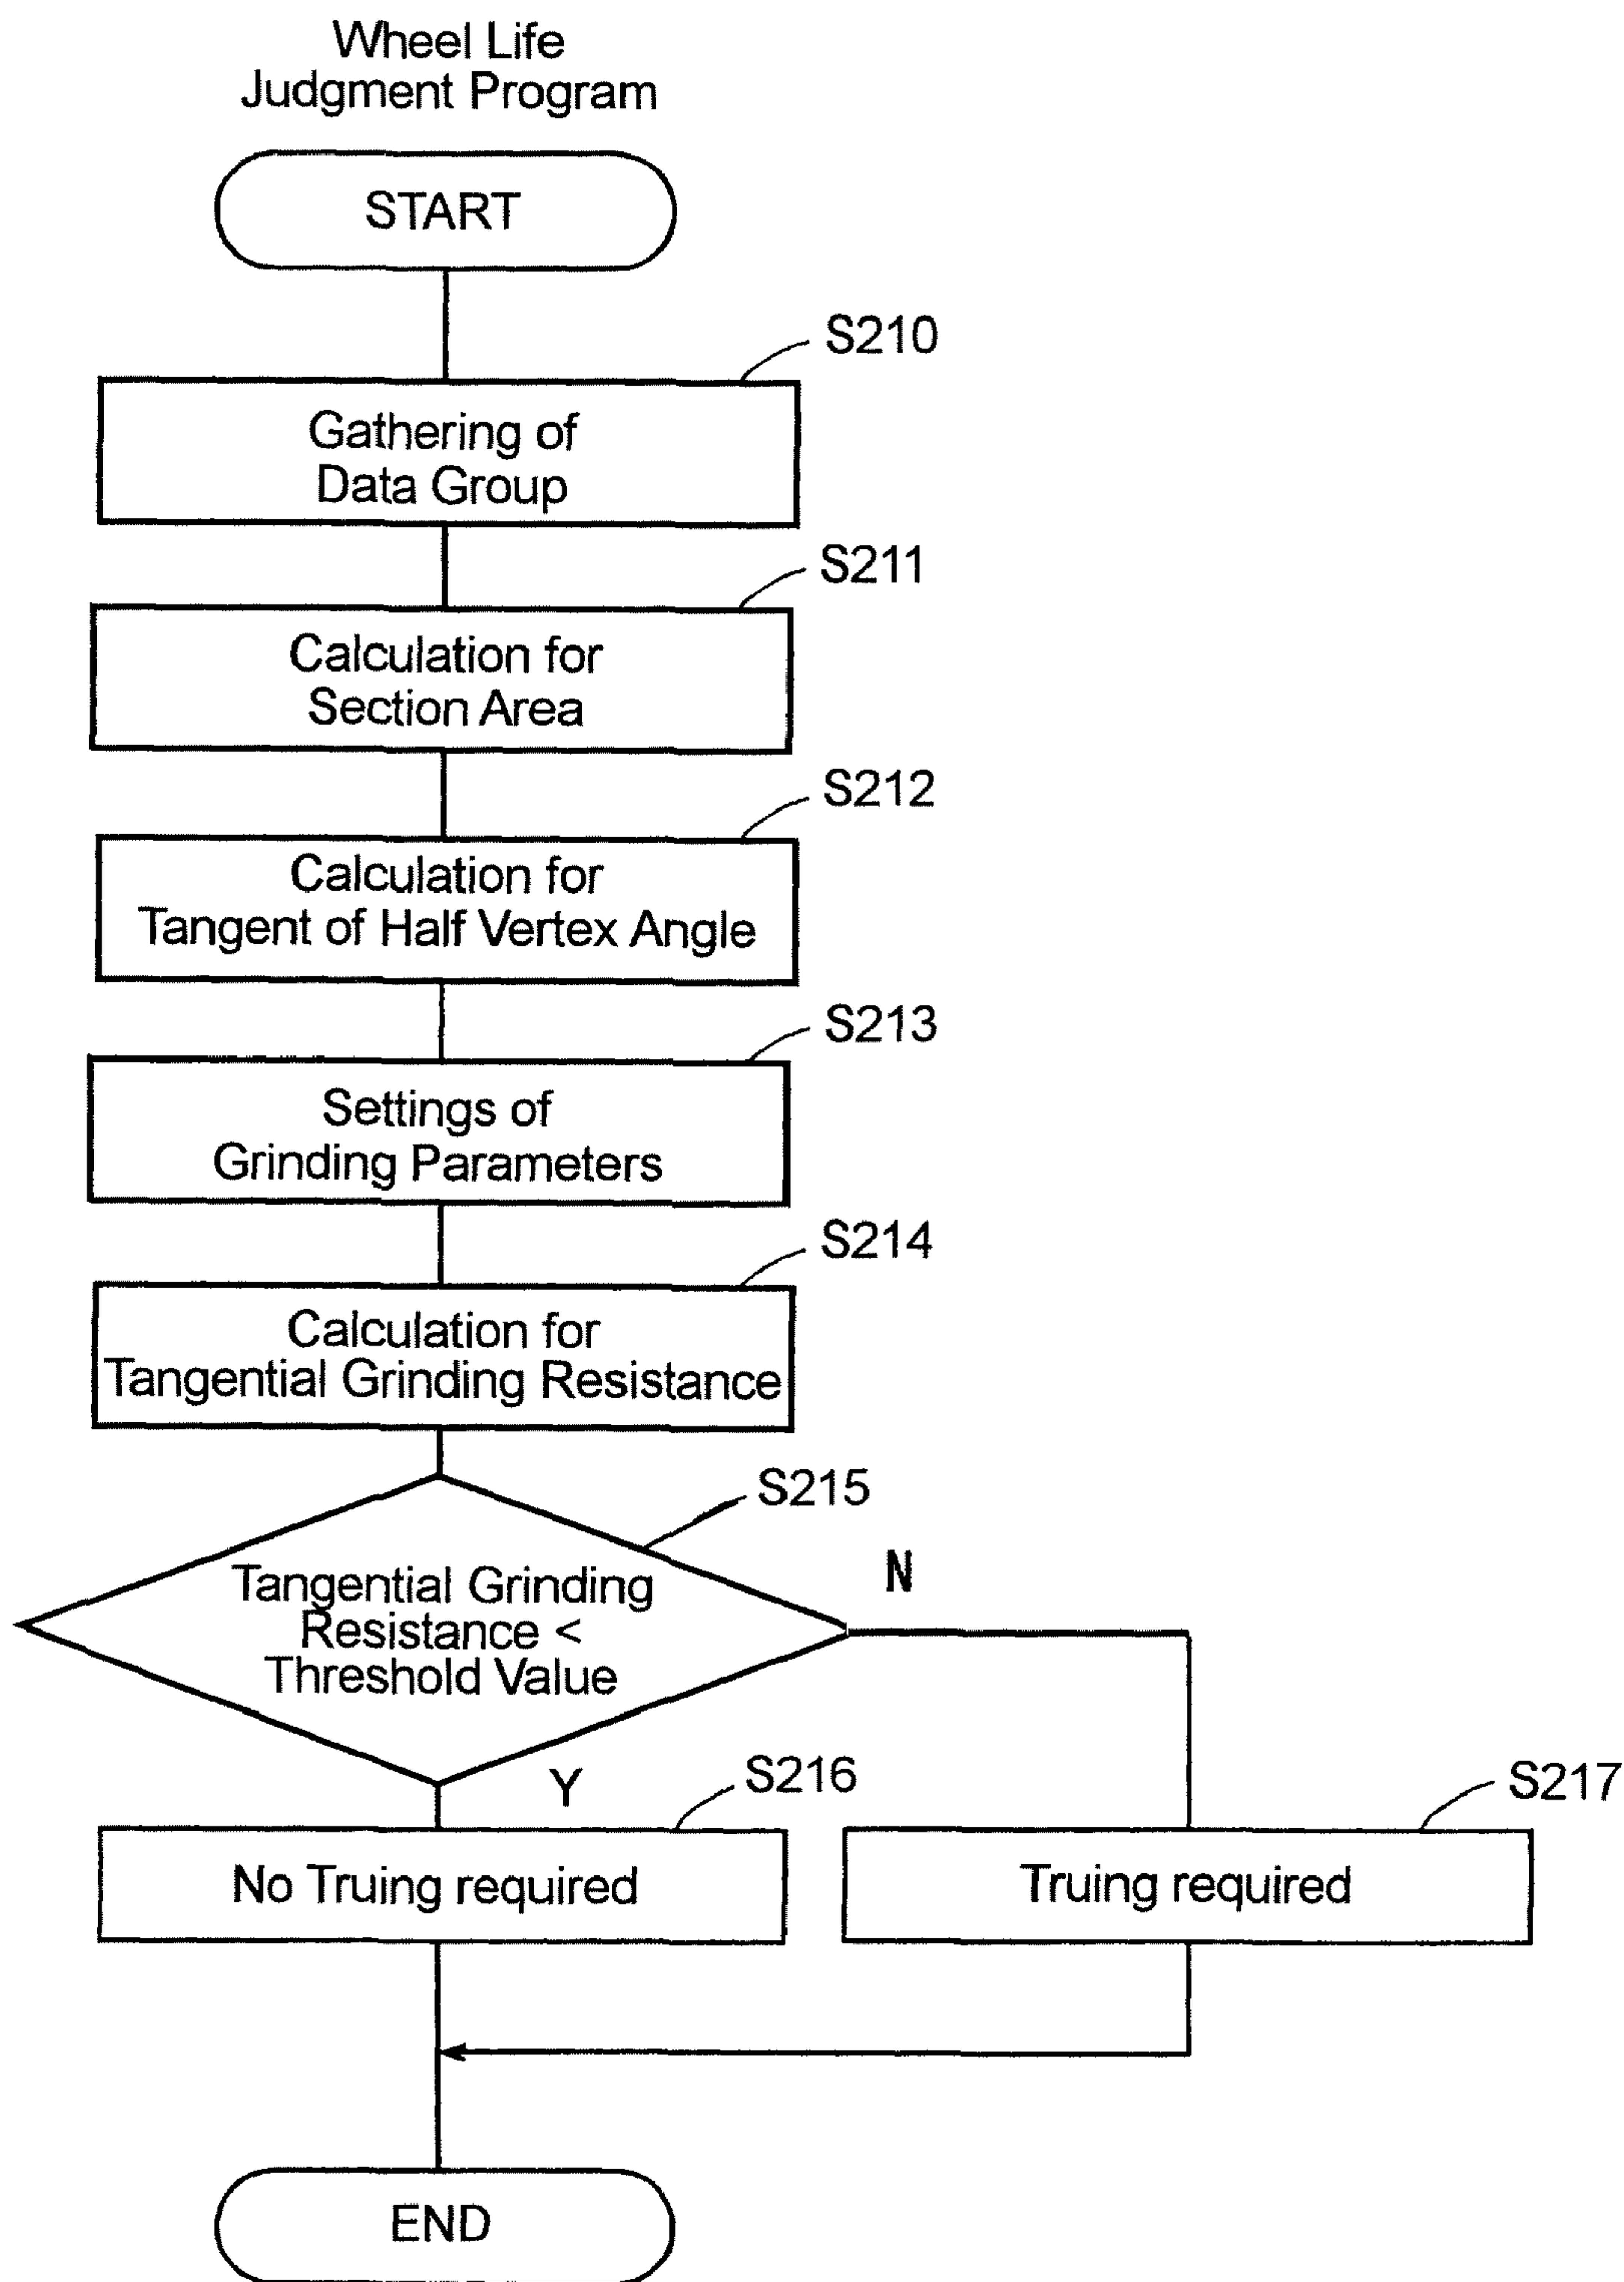 Wheel Life
Judgment Program
START
S210
Gathering of
Data Group
S211
Calculation for
Section Area
S212
Calculation for
Tangent of Half Vertex Angle
S213
Settings of
Grinding Parameters
S214
Calculation for
Tangential Grinding Resistance
S215
Tangential Grinding
Resistance <
Threshold Value
N
Y
S216
No Truing required
S217
Truing required
END